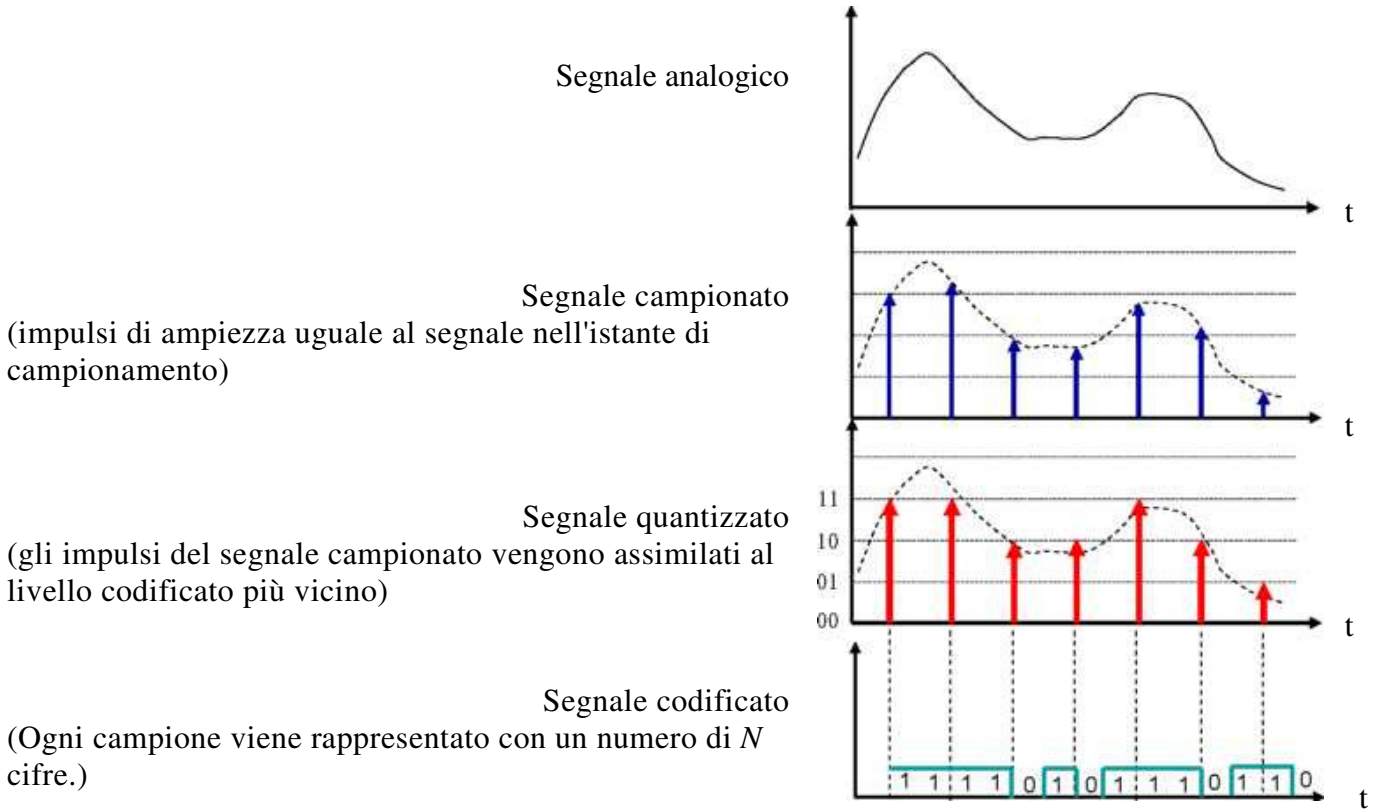 Segnale analogico
t
Segnale campionato
(impulsi di ampiezza uguale al segnale nell'istante di
campionamento)
t
Segnale quantizzato
(gli impulsi del segnale campionato vengono assimilati al
livello codificato più vicino)
11
10
01
00
t
Segnale codificato
(Ogni campione viene rappresentato con un numero di N
cifre.)
1 1 1 1 0 1 0 1 1 1 0 1 1 0
t